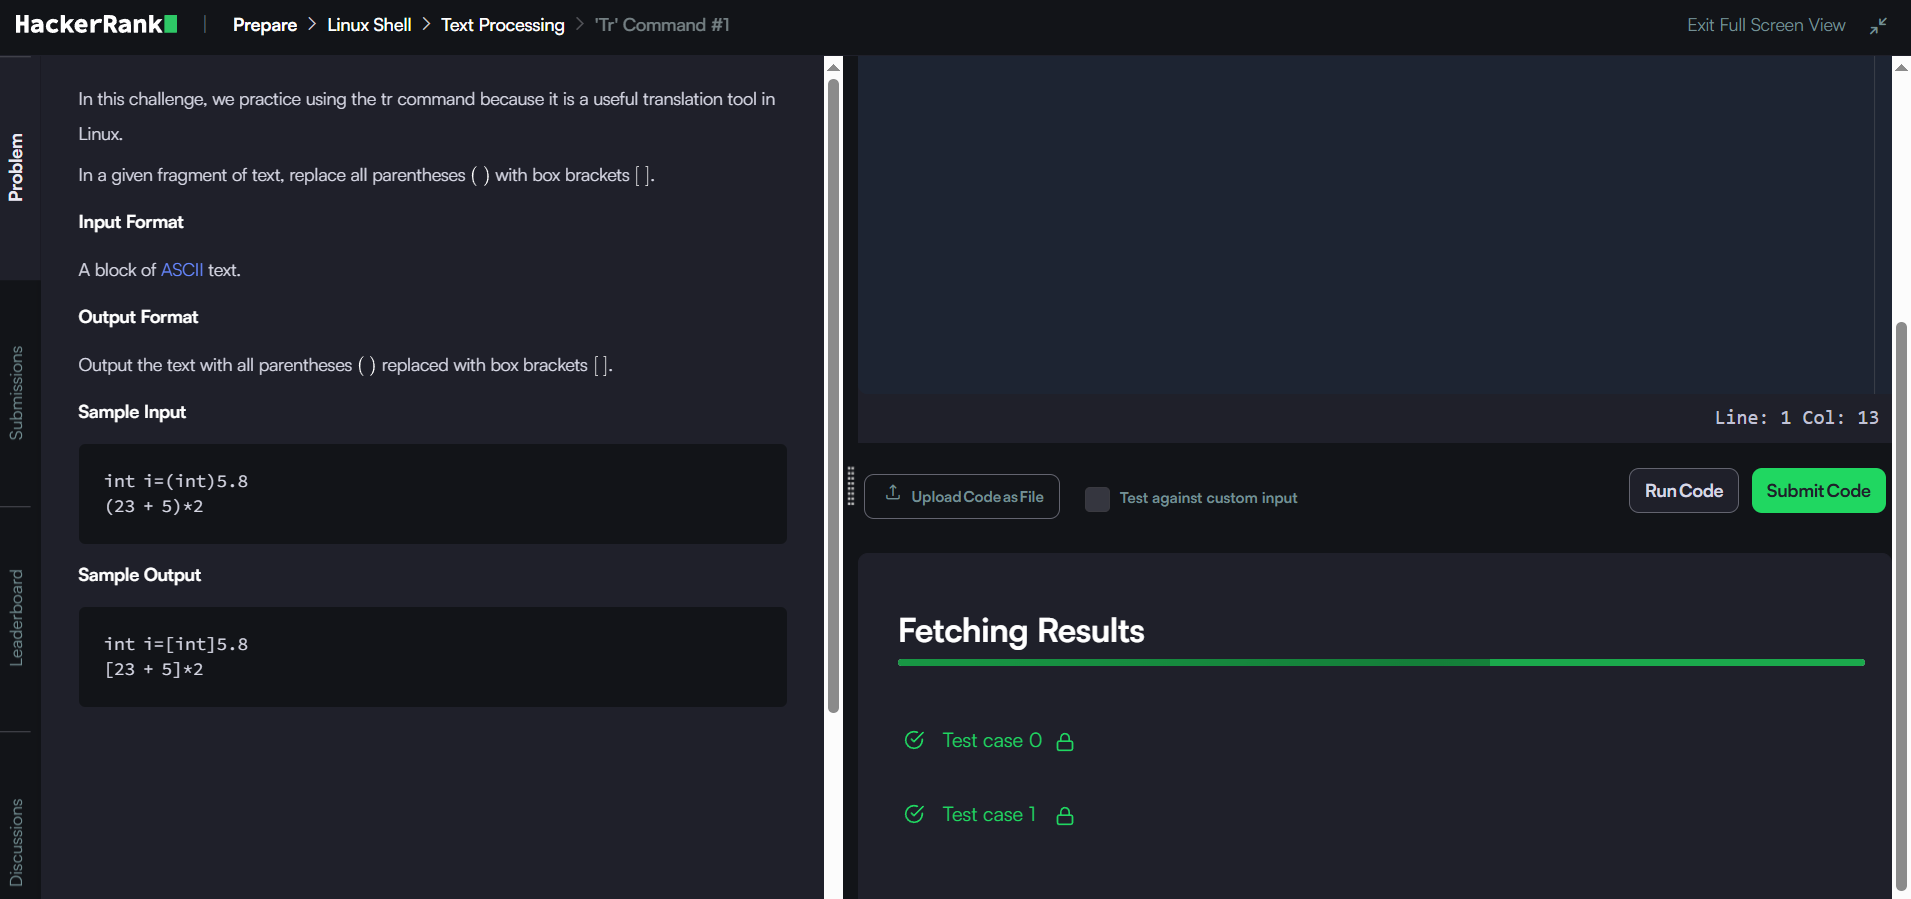 HackerRank
Prepare > Linux Shell > Text Processing > 'Tr' Command #1
Exit Full Screen View
Problem
Submissions
Leaderboard
Discussions
In this challenge, we practice using the tr command because it is a useful translation tool in
Linux.
In a given fragment of text, replace all parentheses ( ) with box brackets [ ].
Input Format
A block of ASCII text.
Output Format
Output the text with all parentheses ( ) replaced with box brackets [ ].
Sample Input
int i=(int)5.8
(23 + 5)*2
Sample Output
int i=[int]5.8
[23 + 5]*2
Line: 1 Col: 13
Upload Code as File
Test against custom input
Run Code
Submit Code
Fetching Results
Test case 0
Test case 1